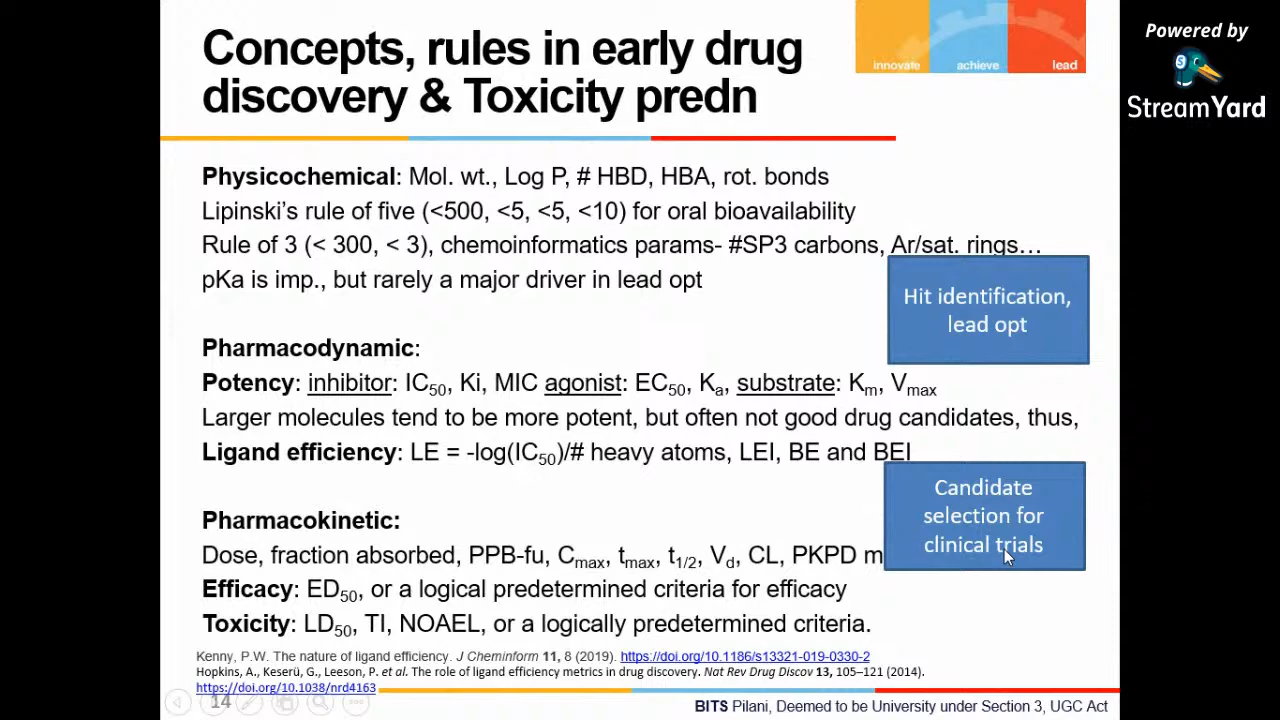 Concepts, rules in early drug
discovery & Toxicity predn
innovate achieve lead
Powered by
StreamYard
Physicochemical: Mol. wt., Log P, # HBD, HBA, rot. bonds
Lipinski's rule of five (<500, <5, <5, <10) for oral bioavailability
Rule of 3 (< 300, < 3), chemoinformatics params- #SP3 carbons, Ar/sat. rings…
pKa is imp., but rarely a major driver in lead opt
Hit identification,
lead opt
Pharmacodynamic:
Potency: inhibitor: IC50, Ki, MIC agonist: EC50, Ka, substrate: Km, Vmax
Larger molecules tend to be more potent, but often not good drug candidates, thus,
Ligand efficiency: LE = -log(IC50)/# heavy atoms, LEI, BE and BEI
Candidate
selection for
clinical trials
Pharmacokinetic:
Dose, fraction absorbed, PPB-fu, Cmax, tmax, t1/2, Vd, CL, PKPD m
Efficacy: ED50, or a logical predetermined criteria for efficacy
Toxicity: LD50, TI, NOAEL, or a logically predetermined criteria.
Kenny, P.W. The nature of ligand efficiency. J Cheminform 11, 8 (2019). https://doi.org/10.1186/s13321-019-0330-2
Hopkins, A., Keserü, G., Leeson, P. et al. The role of ligand efficiency metrics in drug discovery. Nat Rev Drug Discov 13, 105–121 (2014).
https://doi.org/10.1038/nrd4163
14
BITS Pilani, Deemed to be University under Section 3, UGC Act